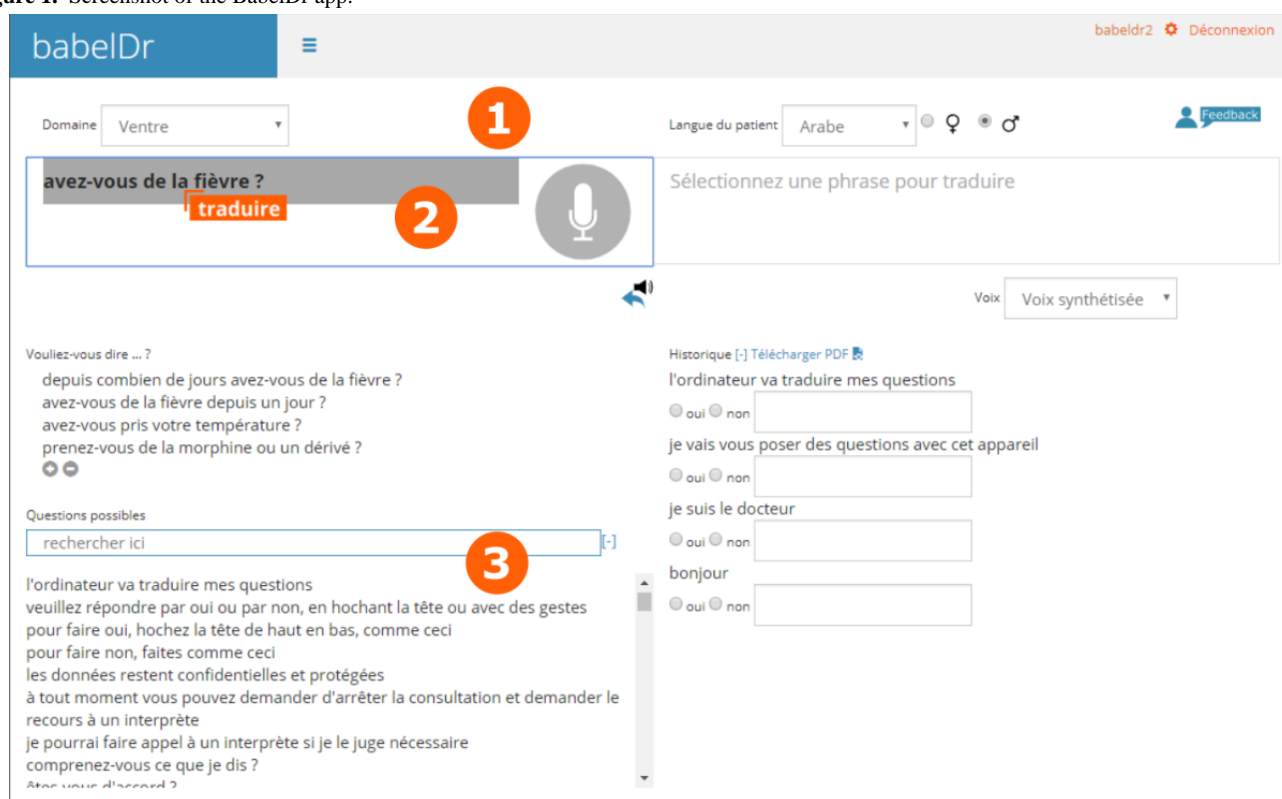 Figure 1. Screenshot of the BabelDr app.
babelDr
babeldr2 Déconnexion
Domaine Ventre
1
Langue du patient Arabe ♀ ♂
Feedback
avez-vous de la fièvre ?
traduire
2
Sélectionnez une phrase pour traduire
Voix Voix synthétisée
Vouliez-vous dire ... ?
depuis combien de jours avez-vous de la fièvre ?
avez-vous de la fièvre depuis un jour ?
avez-vous pris votre température ?
prenez-vous de la morphine ou un dérivé ?
Questions possibles
rechercher ici [-]
3
l'ordinateur va traduire mes questions
veuillez répondre par oui ou par non, en hochant la tête ou avec des gestes
pour faire oui, hochez la tête de haut en bas, comme ceci
pour faire non, faites comme ceci
les données restent confidentielles et protégées
à tout moment vous pouvez demander d'arrêter la consultation et demander le
recours à un interprète
je pourrai faire appel à un interprète si je le juge nécessaire
comprenez-vous ce que je dis ?
êtes-vous d'accord ?
Historique [-] Télécharger PDF
l'ordinateur va traduire mes questions
oui non
je vais vous poser des questions avec cet appareil
oui non
je suis le docteur
oui non
bonjour
oui non